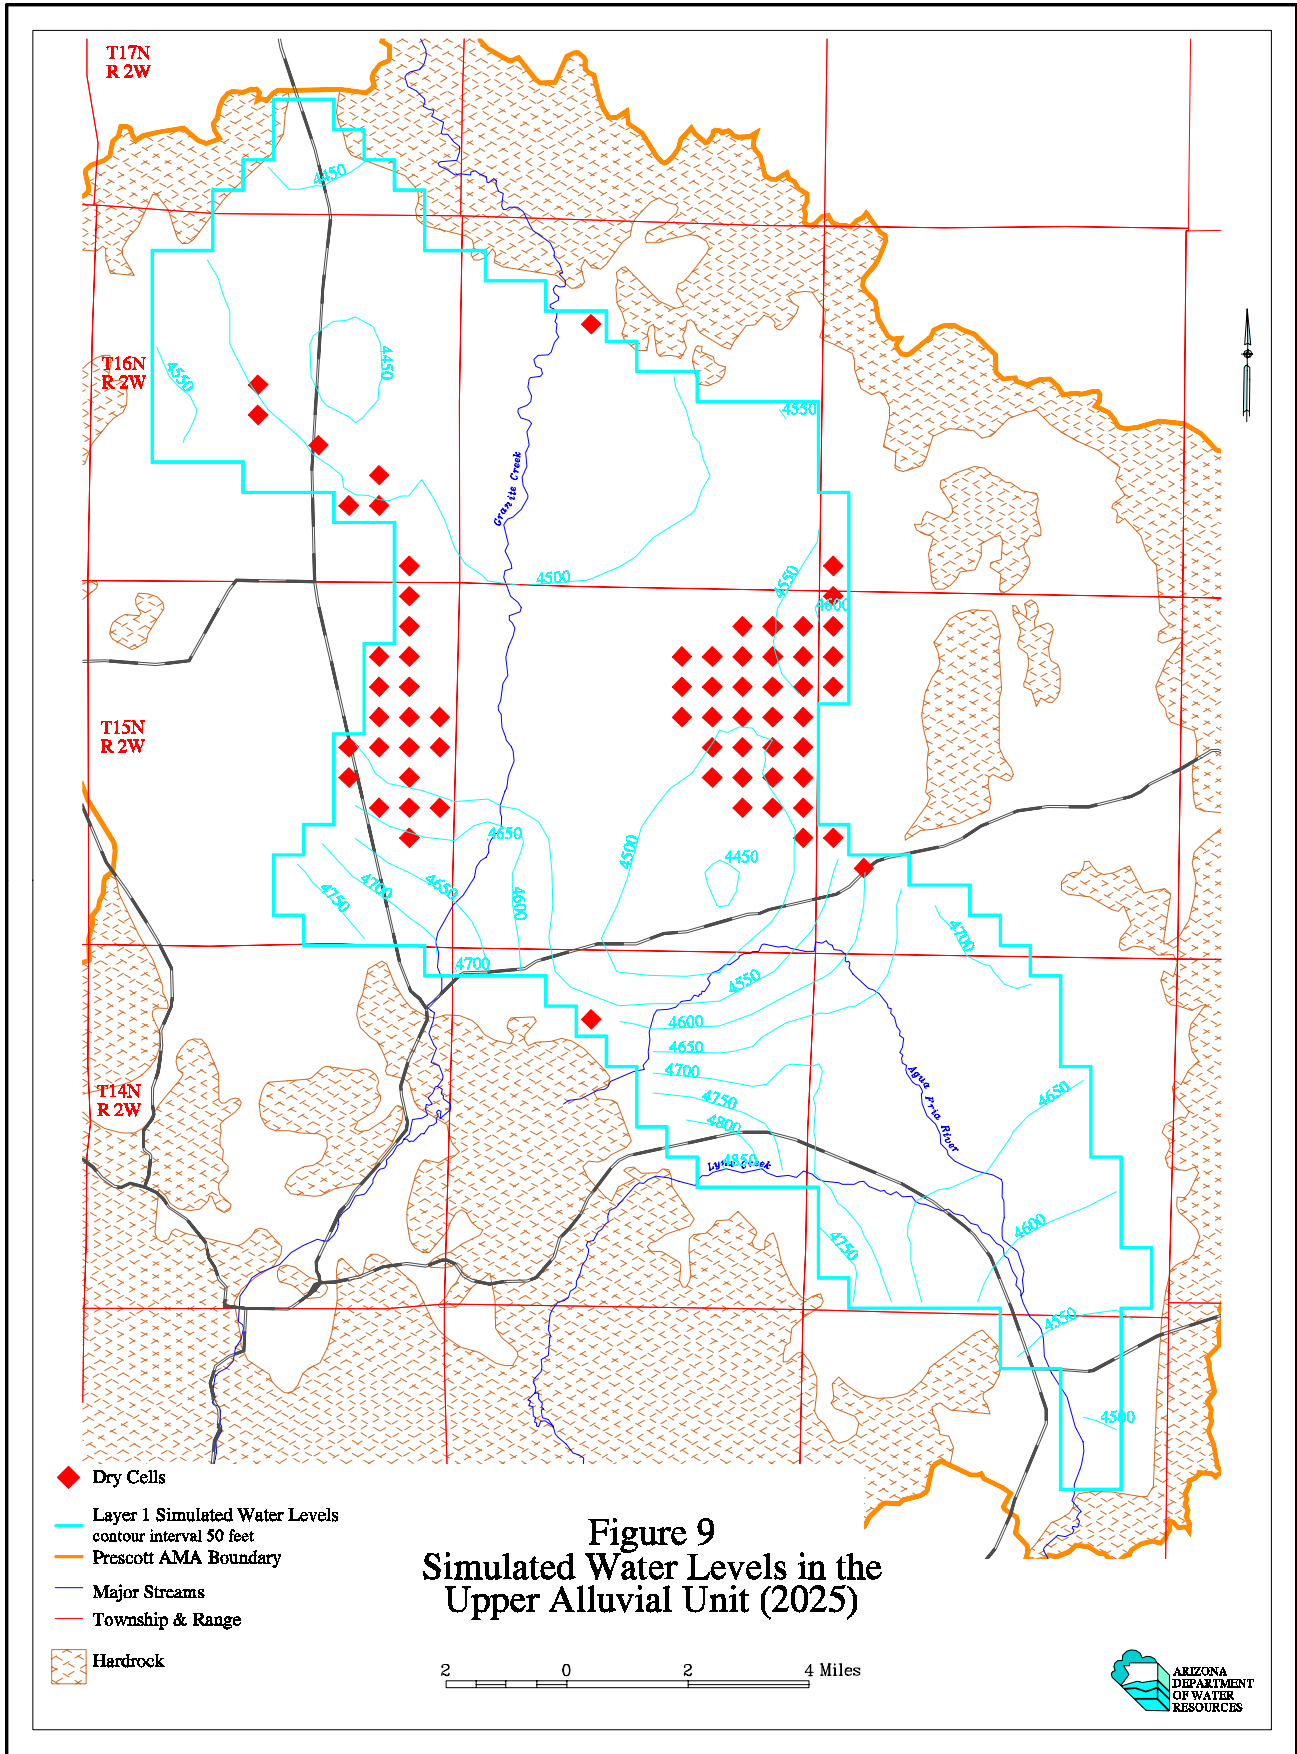 T17N
R 2W
4450
T16N
R 2W
4550
4450
4550
Granite Creek
4500
4550
4600
T15N
R 2W
4650
4500
4450
4650
4700
4750
4600
4700
4700
4550
4600
4650
4700
4750
4800
4850
Lynx Creek
Agua Fria River
4650
T14N
R 2W
4600
4750
4550
4500
Dry Cells
Layer 1 Simulated Water Levels
contour interval 50 feet
Prescott AMA Boundary
Major Streams
Township & Range
Hardrock
Figure 9
Simulated Water Levels in the
Upper Alluvial Unit (2025)
2 0 2 4 Miles
ARIZONA
DEPARTMENT
OF WATER
RESOURCES